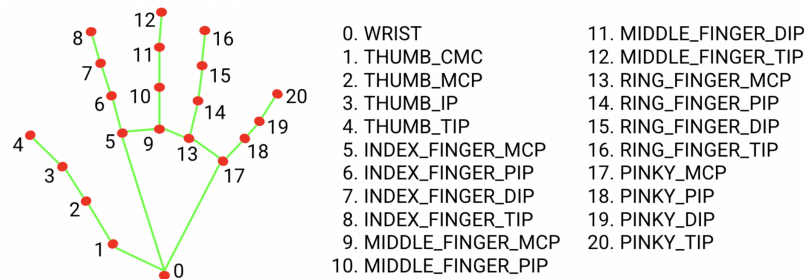 12
8
16
11
7
15
10
6
20
14
4
5
9
19
13
18
3
17
2
1
0
0. WRIST
1. THUMB_CMC
2. THUMB_MCP
3. THUMB_IP
4. THUMB_TIP
5. INDEX_FINGER_MCP
6. INDEX_FINGER_PIP
7. INDEX_FINGER_DIP
8. INDEX_FINGER_TIP
9. MIDDLE_FINGER_MCP
10. MIDDLE_FINGER_PIP
11. MIDDLE_FINGER_DIP
12. MIDDLE_FINGER_TIP
13. RING_FINGER_MCP
14. RING_FINGER_PIP
15. RING_FINGER_DIP
16. RING_FINGER_TIP
17. PINKY_MCP
18. PINKY_PIP
19. PINKY_DIP
20. PINKY_TIP